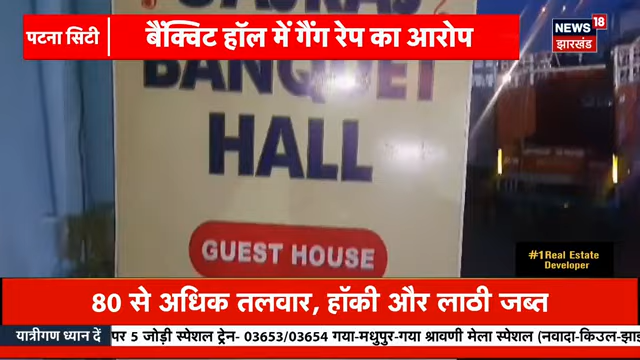 पटना सिटी
बैंक्विट हॉल में गैंग रेप का आरोप
NEWS 18
झारखंड
BANQUET
HALL
GUEST HOUSE
#1 Real Estate
Developer
80 से अधिक तलवार, हॉकी और लाठी जब्त
यात्रीगण ध्यान दें
पर 5 जोड़ी स्पेशल ट्रेन- 03653/03654 गया-मधुपुर-गया श्रावणी मेला स्पेशल (नवादा-किउल-झा